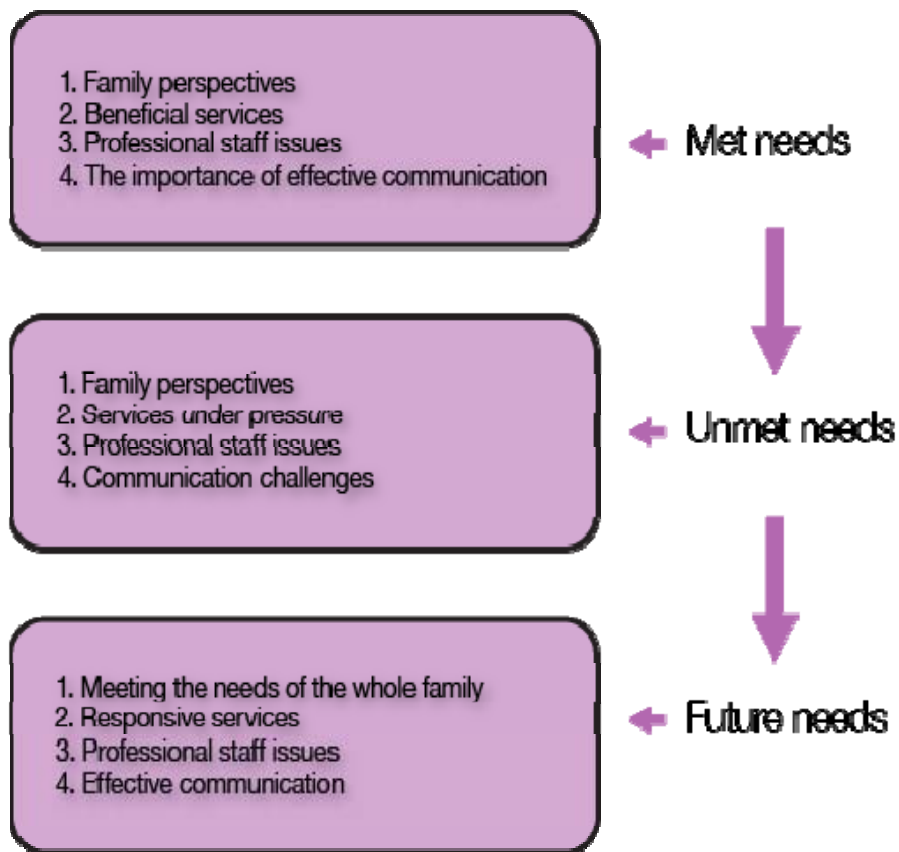 1. Family perspectives
2. Beneficial services
3. Professional staff issues
4. The importance of effective communication
Met needs
1. Family perspectives
2. Services under pressure
3. Professional staff issues
4. Communication challenges
Unmet needs
1. Meeting the needs of the whole family
2. Responsive services
3. Professional staff issues
4. Effective communication
Future needs